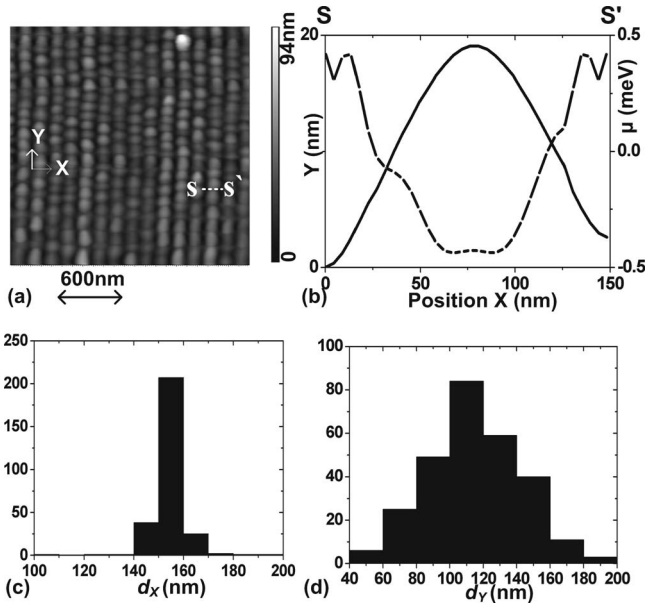 94nm
0
Y
X
S S`
600nm
(a)
S S'
20 0.5
Y (nm)
0.0
μ (meV)
0 -0.5
0 50 100 150
Position X (nm)
(b)
250
200
150
100
50
0
100 120 140 160 180 200
dX (nm)
(c)
100
80
60
40
20
0
40 60 80 100 120 140 160 180 200
dY (nm)
(d)